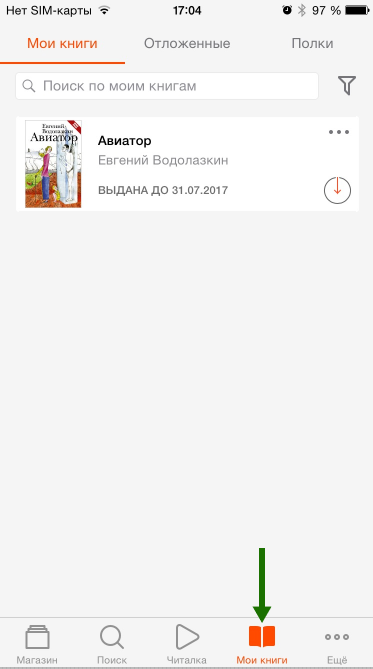 Нет SIM-карты 17:04 97 %
Мои книги Отложенные Полки
Поиск по моим книгам
Евгений
Водолазкин
Авиатор
Авиатор
Евгений Водолазкин
ВЫДАНА ДО 31.07.2017
Магазин Поиск Читалка Мои книги Ещё